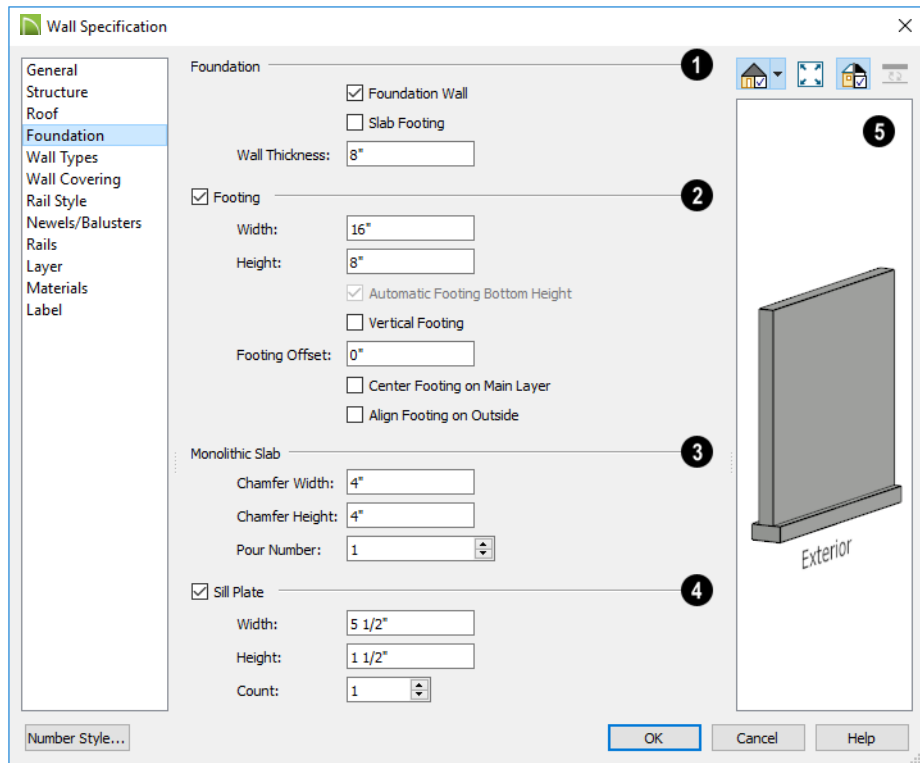 Wall Specification
General
Structure
Roof
Foundation
Wall Types
Wall Covering
Rail Style
Newels/Balusters
Rails
Layer
Materials
Label
Foundation 1
Foundation Wall
Slab Footing
Wall Thickness: 8"
Footing 2
Width: 16"
Height: 8"
Automatic Footing Bottom Height
Vertical Footing
Footing Offset: 0"
Center Footing on Main Layer
Align Footing on Outside
Monolithic Slab 3
Chamfer Width: 4"
Chamfer Height: 4"
Pour Number: 1
Sill Plate 4
Width: 5 1/2"
Height: 1 1/2"
Count: 1
5
Exterior
Number Style...
OK
Cancel
Help